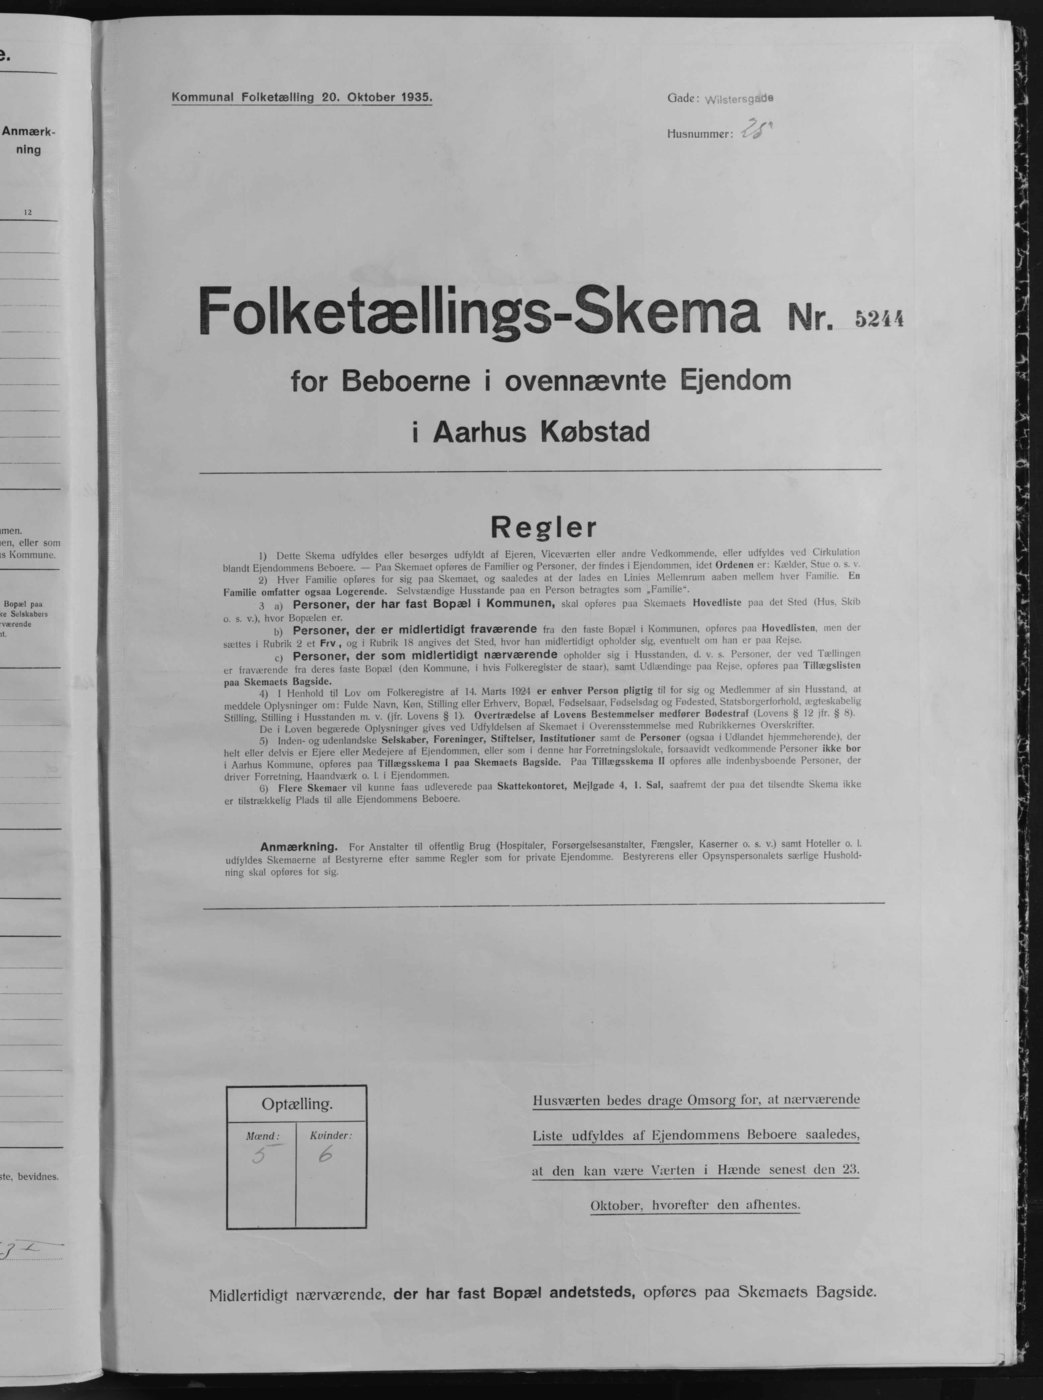 e.
Anmærk-
ning
12
men.
en, eller som
s Kommune.
Bopæl paa
ke Selskabers
rværende
nt.
ste, bevidnes.
Kommunal Folketælling 20. Oktober 1935.
Gade: Wilstersgade
Husnummer: 25
Folketællings-Skema Nr. 5244
for Beboerne i ovennævnte Ejendom
i Aarhus Købstad
Regler
1) Dette Skema udfyldes eller besørges udfyldt af Ejeren, Viceværten eller andre Vedkommende, eller udfyldes ved Cirkulation
blandt Ejendommens Beboere. — Paa Skemaet opføres de Familier og Personer, der findes i Ejendommen, idet Ordenen er: Kælder, Stue o. s. v.
2) Hver Familie opføres for sig paa Skemaet, og saaledes at der lades en Linies Mellemrum aaben mellem hver Familie. En
Familie omfatter ogsaa Logerende. Selvstændige Husstande paa en Person betragtes som „Familie“.
3 a) Personer, der har fast Bopæl i Kommunen, skal opføres paa Skemaets Hovedliste paa det Sted (Hus, Skib
o. s. v.), hvor Bopælen er.
b) Personer, der er midlertidigt fraværende fra den faste Bopæl i Kommunen, opføres paa Hovedlisten, men der
sættes i Rubrik 2 et Frv, og i Rubrik 18 angives det Sted, hvor han midlertidigt opholder sig, eventuelt om han er paa Rejse.
c) Personer, der som midlertidigt nærværende opholder sig i Husstanden, d. v. s. Personer, der ved Tællingen
er fraværende fra deres faste Bopæl (den Kommune, i hvis Folkeregister de staar), samt Udlændinge paa Rejse, opføres paa Tillægslisten
paa Skemaets Bagside.
4) I Henhold til Lov om Folkeregistre af 14. Marts 1924 er enhver Person pligtig til for sig og Medlemmer af sin Husstand, at
meddele Oplysninger om: Fulde Navn, Køn, Stilling eller Erhverv, Bopæl, Fødselsaar, Fødselsdag og Fødested, Statsborgerforhold, ægteskabelig
Stilling, Stilling i Husstanden m. v. (jfr. Lovens § 1). Overtrædelse af Lovens Bestemmelser medfører Bødestraf (Lovens § 12 jfr. § 8).
De i Loven begærede Oplysninger gives ved Udfyldelsen af Skemaet i Overensstemmelse med Rubrikkernes Overskrifter.
5) Inden- og udenlandske Selskaber, Foreninger, Stiftelser, Institutioner samt de Personer (ogsaa i Udlandet hjemmehørende), der
helt eller delvis er Ejere eller Medejere af Ejendommen, eller som i denne har Forretningslokale, forsaavidt vedkommende Personer ikke bor
i Aarhus Kommune, opføres paa Tillægsskema I paa Skemaets Bagside. Paa Tillægsskema II opføres alle indenbysboende Personer, der
driver Forretning, Haandværk o. l. i Ejendommen.
6) Flere Skemaer vil kunne faas udleverede paa Skattekontoret, Mejlgade 4, 1. Sal, saafremt der paa det tilsendte Skema ikke
er tilstrækkelig Plads til alle Ejendommens Beboere.
Anmærkning. For Anstalter til offentlig Brug (Hospitaler, Forsørgelsesanstalter, Fængsler, Kaserner o. s. v.) samt Hoteller o. l.
udfyldes Skemaerne af Bestyrerne efter samme Regler som for private Ejendomme. Bestyrerens eller Opsynspersonalets særlige Hushold-
ning skal opføres for sig.
Optælling.
Mænd: Kvinder:
5 6
Husværten bedes drage Omsorg for, at nærværende
Liste udfyldes af Ejendommens Beboere saaledes,
at den kan være Værten i Hænde senest den 23.
Oktober, hvorefter den afhentes.
Midlertidigt nærværende, der har fast Bopæl andetsteds, opføres paa Skemaets Bagside.